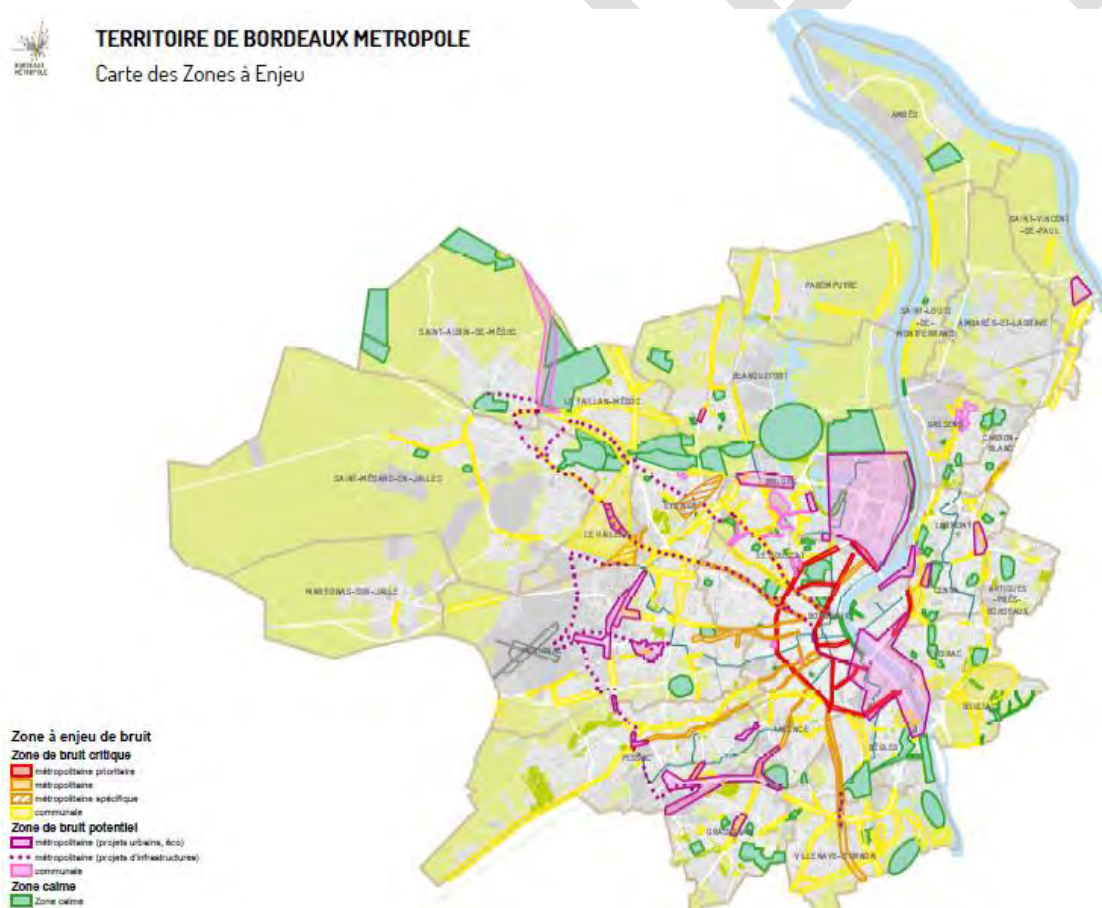 TERRITOIRE DE BORDEAUX METROPOLE
Carte des Zones à Enjeu
BORDEAUX
MÉTROPOLE
AMBÈS
SAINT-VINCENT
-DE-PAUL
PAREMPUYRE
SAINT-LOUIS
-DE-
MONTFERRAND
AMBARÈS-ET-LAGRAVE
SAINT-AUBIN-DE-MÉDOC
BLANQUEFORT
LE TAILLAN-MÉDOC
BASSENS
CARBON-
BLANC
SAINT-MÉDARD-EN-JALLES
BRUGES
EYSINES
LORMONT
LE HAILLAN
LE BOUSCAT
MARTIGNAS-SUR-JALLE
CENON
ARTIGUES
-PRÈS-
BORDEAUX
BORDEAUX
FLOIRAC
BOULIAC
TALENCE
BÈGLES
PESSAC
GRADIGNAN
VILLENAVE-D'ORNON
Zone à enjeu de bruit
Zone de bruit critique
métropolitaine prioritaire
métropolitaine
métropolitaine spécifique
communale
Zone de bruit potentiel
métropolitaine (projets urbains, éco)
métropolitaine (projets d'infrastructures)
communale
Zone calme
Zone calme